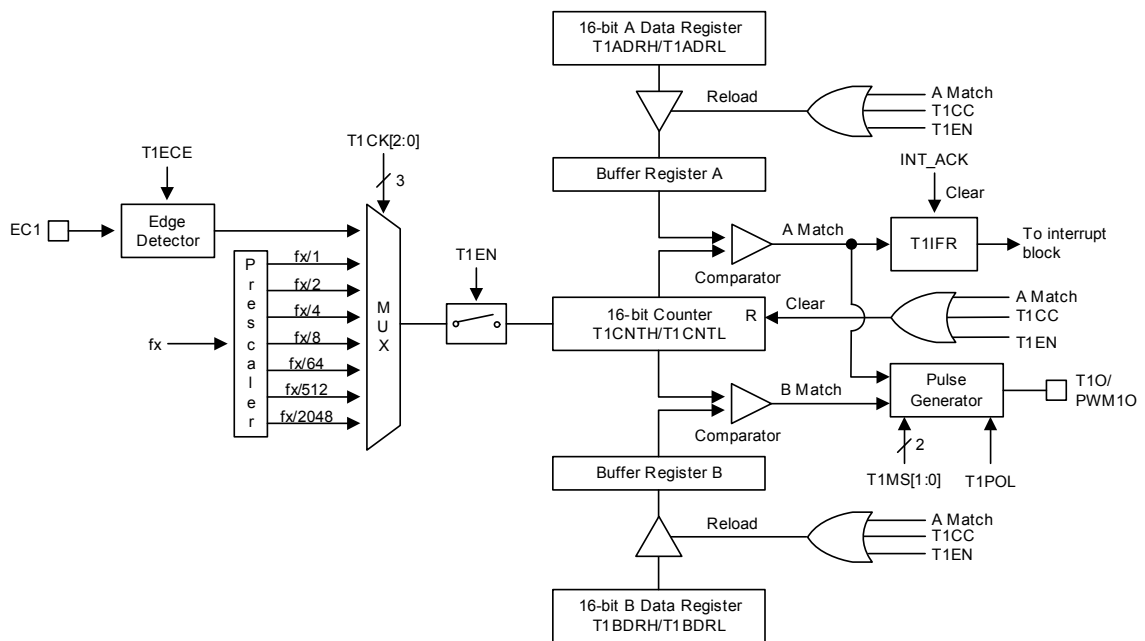 16-bit A Data Register
T1ADRH/T1ADRL
Reload
A Match
T1CC
T1EN
T1CK[2:0]
3
T1ECE
Buffer Register A
INT_ACK
Clear
EC1
Edge
Detector
A Match
T1IFR
To interrupt
block
Comparator
T1EN
Prescaler
fx/1
fx/2
fx/4
fx/8
fx/64
fx/512
fx/2048
fx
MUX
16-bit Counter
T1CNTH/T1CNTL
R
Clear
A Match
T1CC
T1EN
B Match
Pulse
Generator
T1O/
PWM1O
Comparator
2
T1MS[1:0]
T1POL
Buffer Register B
Reload
A Match
T1CC
T1EN
16-bit B Data Register
T1BDRH/T1BDRL